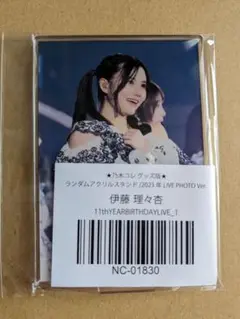 ★乃木コレ グッズ版★
ランダムアクリルスタンド (2023年 LIVE PHOTO Ver
伊藤 理々杏
11thYEARBIRTHDAYLIVE_1
NC-01830